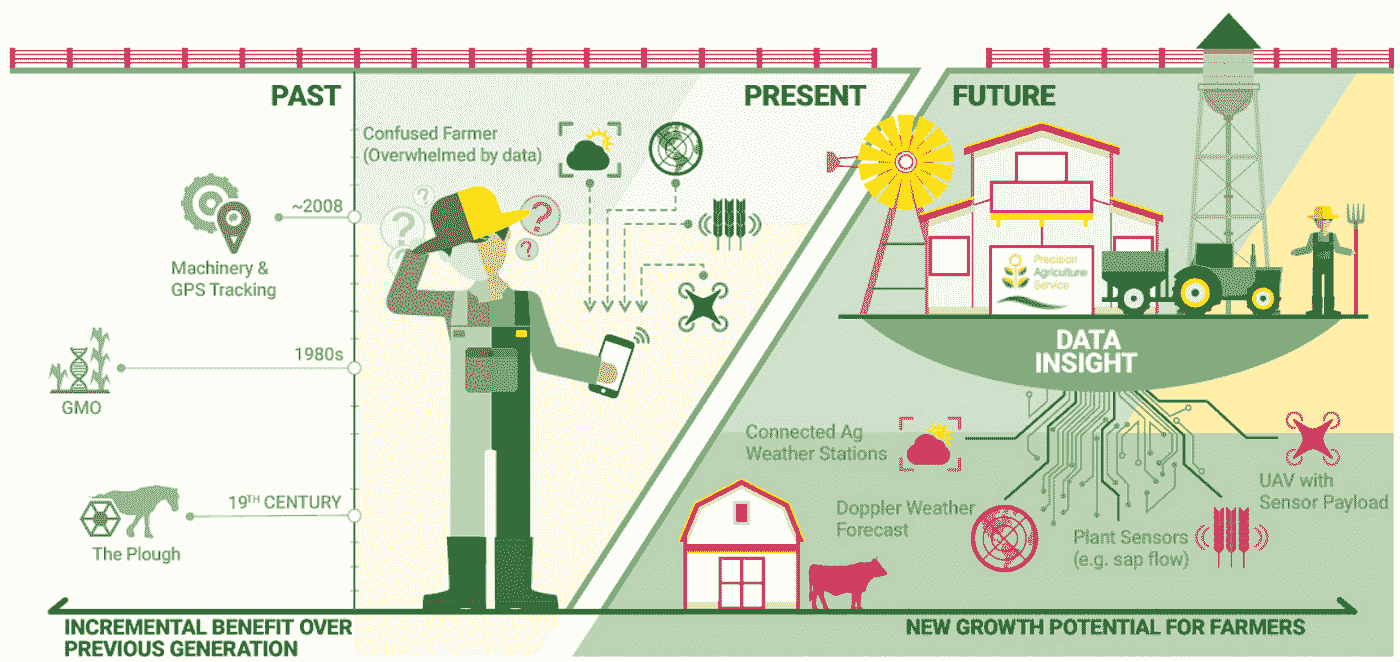 PAST
PRESENT
FUTURE
Confused Farmer
(Overwhelmed by data)
~2008
Machinery &
GPS Tracking
1980s
GMO
19TH CENTURY
The Plough
Precision
Agriculture
Service
DATA
INSIGHT
Connected Ag
Weather Stations
UAV with
Sensor Payload
Doppler Weather
Forecast
Plant Sensors
(e.g. sap flow)
INCREMENTAL BENEFIT OVER
PREVIOUS GENERATION
NEW GROWTH POTENTIAL FOR FARMERS